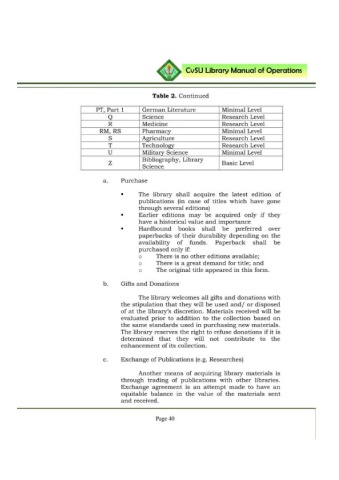 CvSU Library Manual of Operations
Table 2. Continued
PT, Part 1 German Literature Minimal Level
Q Science Research Level
R Medicine Research Level
RM, RS Pharmacy Minimal Level
S Agriculture Research Level
T Technology Research Level
U Military Science Minimal Level
Z Bibliography, Library Science Basic Level
a. Purchase
▪ The library shall acquire the latest edition of
publications (in case of titles which have gone
through several editions)
▪ Earlier editions may be acquired only if they
have a historical value and importance
▪ Hardbound books shall be preferred over
paperbacks of their durability depending on the
availability of funds. Paperback shall be
purchased only if:
o There is no other editions available;
o There is a great demand for title; and
o The original title appeared in this form.
b. Gifts and Donations
The library welcomes all gifts and donations with
the stipulation that they will be used and/ or disposed
of at the library's discretion. Materials received will be
evaluated prior to addition to the collection based on
the same standards used in purchasing new materials.
The library reserves the right to refuse donations if it is
determined that they will not contribute to the
enhancement of its collection.
c. Exchange of Publications (e.g. Researches)
Another means of acquiring library materials is
through trading of publications with other libraries.
Exchange agreement is an attempt made to have an
equitable balance in the value of the materials sent
and received.
Page 40